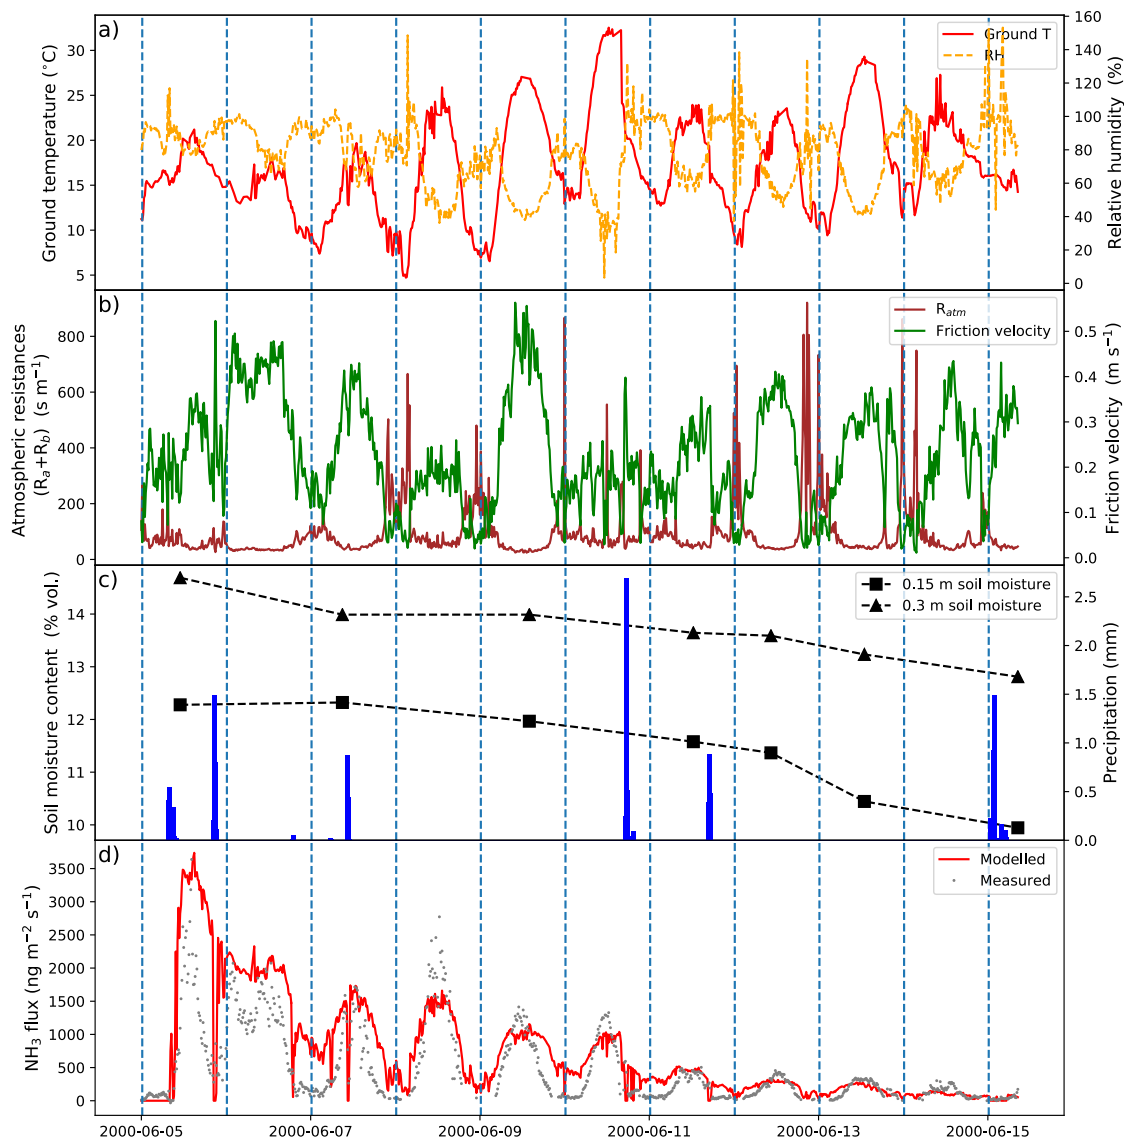 a)
Ground T
RH
Ground temperature (°C)
30
25
20
15
10
5
160
140
120
100
80
60
40
20
0
Relative humidity (%)
b)
R_atm
Friction velocity
Atmospheric resistances
(R_a+R_b) (s m⁻¹)
800
600
400
200
0
0.5
0.4
0.3
0.2
0.1
0.0
Friction velocity (m s⁻¹)
c)
0.15 m soil moisture
0.3 m soil moisture
Soil moisture content (% vol.)
14
13
12
11
10
2.5
2.0
1.5
1.0
0.5
0.0
Precipitation (mm)
d)
Modelled
Measured
NH₃ flux (ng m⁻² s⁻¹)
3500
3000
2500
2000
1500
1000
500
0
2000-06-05
2000-06-07
2000-06-09
2000-06-11
2000-06-13
2000-06-15